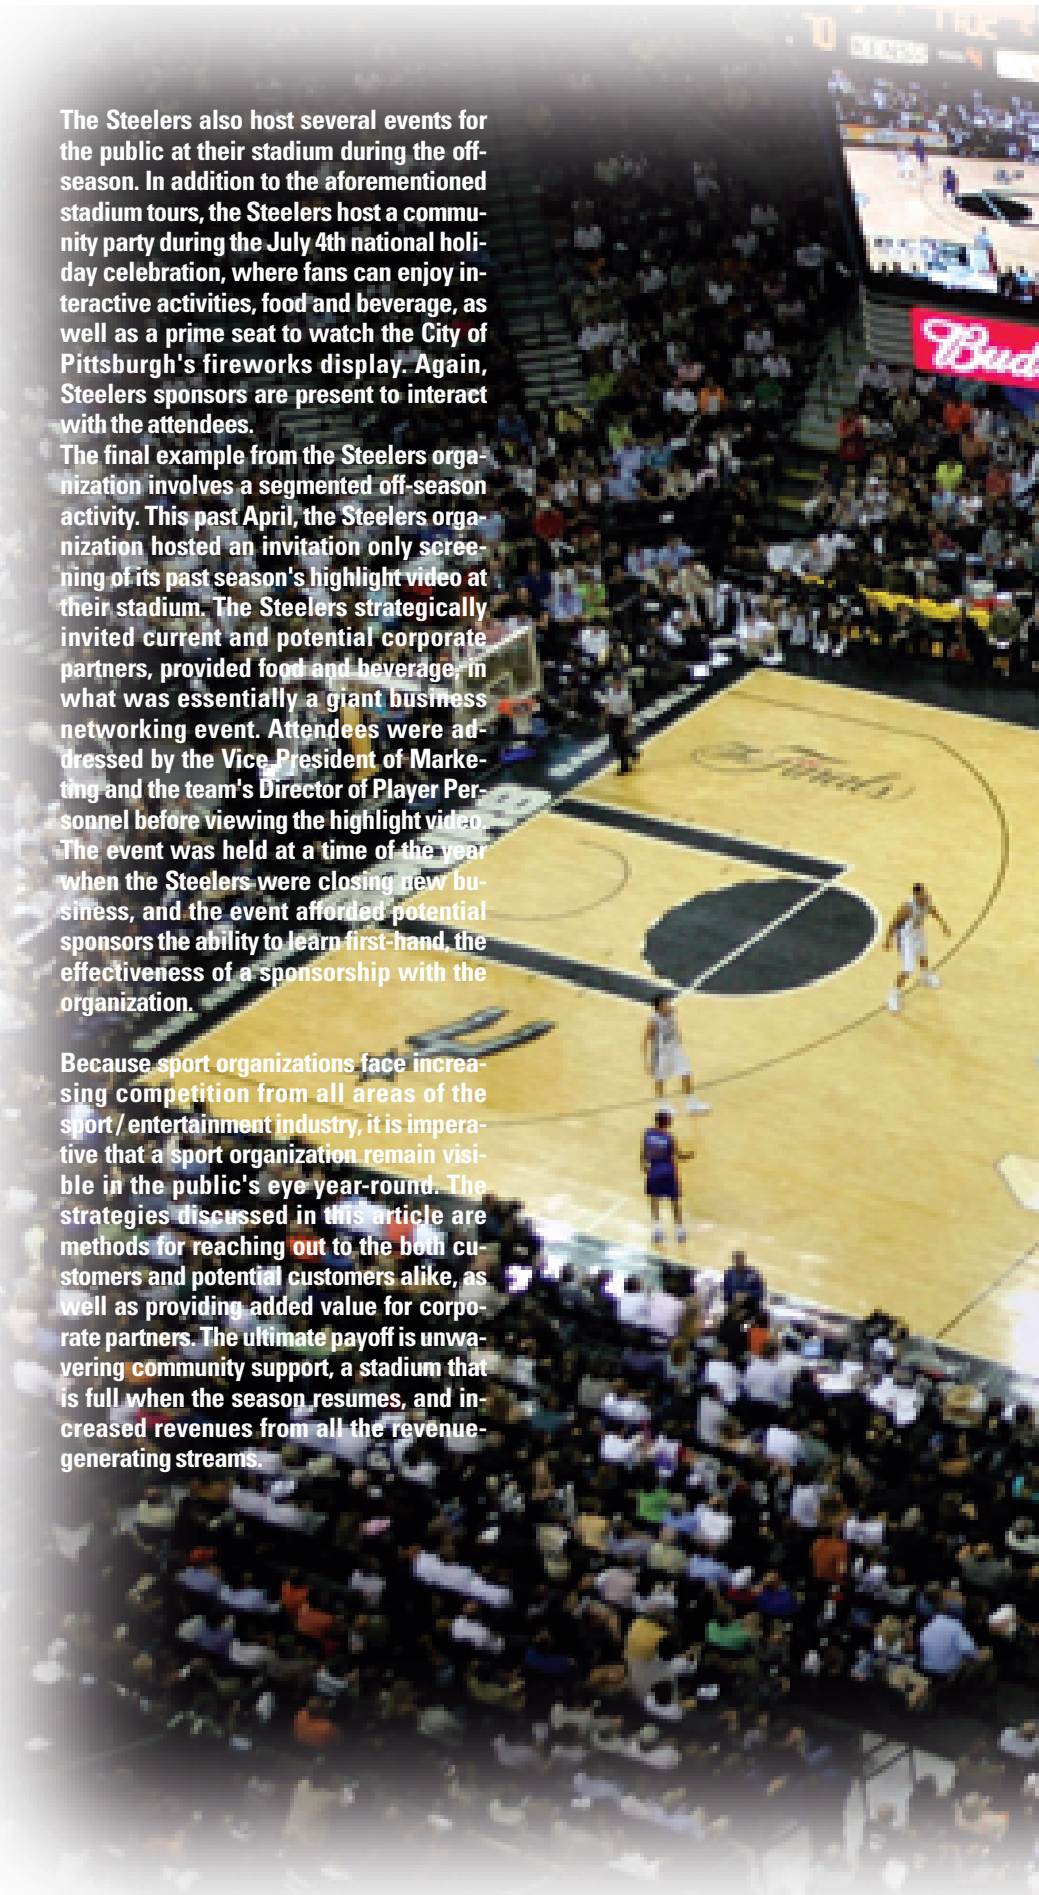 The Steelers also host several events for
the public at their stadium during the off-
season. In addition to the aforementioned
stadium tours, the Steelers host a commu-
nity party during the July 4th national holi-
day celebration, where fans can enjoy in-
teractive activities, food and beverage, as
well as a prime seat to watch the City of
Pittsburgh's fireworks display. Again,
Steelers sponsors are present to interact
with the attendees.
The final example from the Steelers orga-
nization involves a segmented off-season
activity. This past April, the Steelers orga-
nization hosted an invitation only scree-
ning of its past season's highlight video at
their stadium. The Steelers strategically
invited current and potential corporate
partners, provided food and beverage, in
what was essentially a giant business
networking event. Attendees were ad-
dressed by the Vice President of Marke-
ting and the team's Director of Player Per-
sonnel before viewing the highlight video.
The event was held at a time of the year
when the Steelers were closing new bu-
siness, and the event afforded potential
sponsors the ability to learn first-hand, the
effectiveness of a sponsorship with the
organization.
Because sport organizations face increa-
sing competition from all areas of the
sport / entertainment industry, it is impera-
tive that a sport organization remain visi-
ble in the public's eye year-round. The
strategies discussed in this article are
methods for reaching out to the both cu-
stomers and potential customers alike, as
well as providing added value for corpo-
rate partners. The ultimate payoff is unwa-
vering community support, a stadium that
is full when the season resumes, and in-
creased revenues from all the revenue-
generating streams.
Bud
The Finals